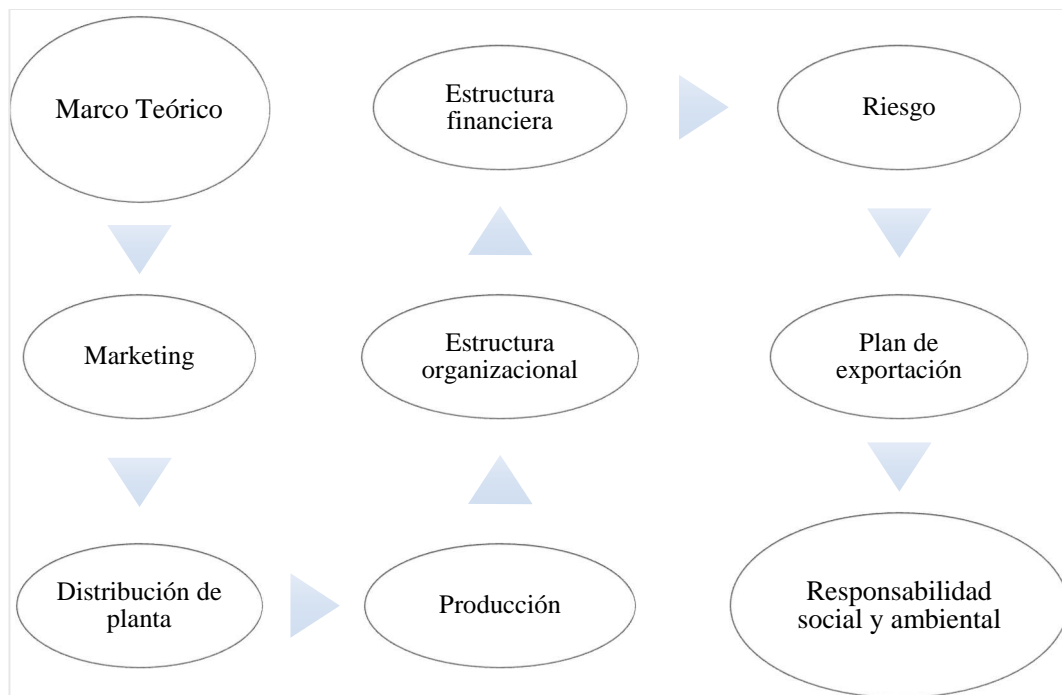 Marco Teórico
Marketing
Distribución de
planta
Producción
Estructura
organizacional
Estructura
financiera
Riesgo
Plan de
exportación
Responsabilidad
social y ambiental